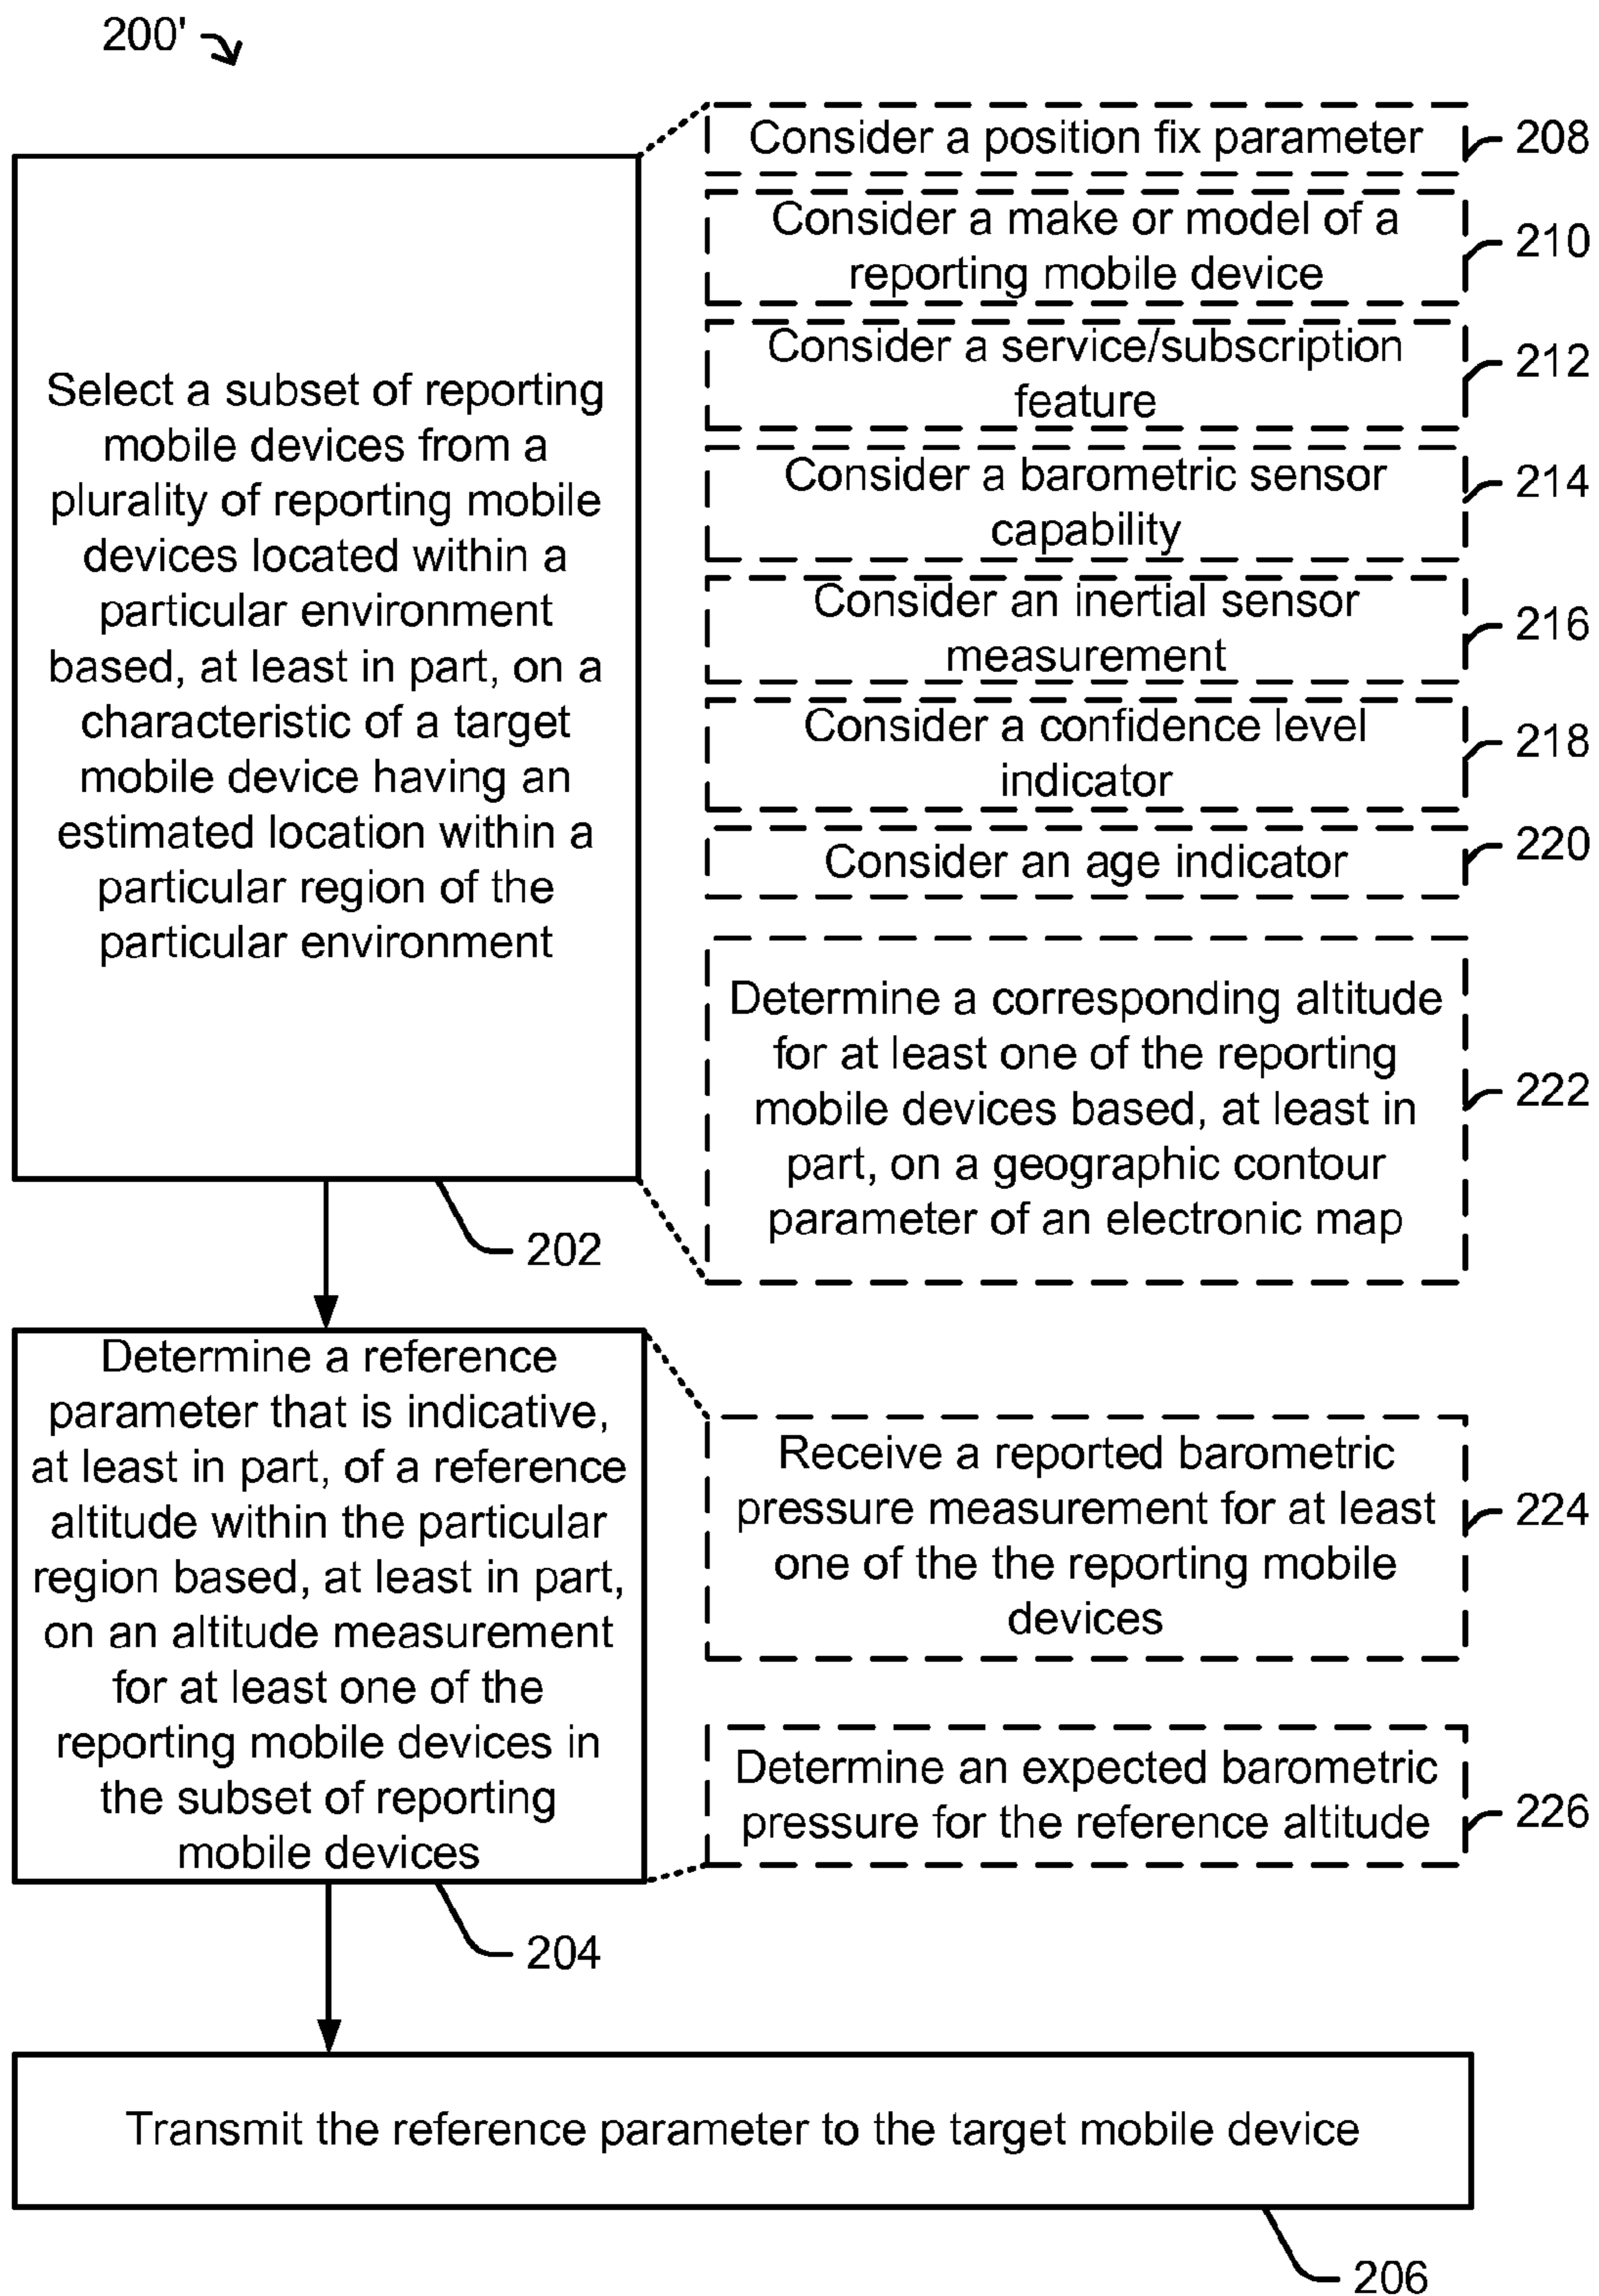 200'
Select a subset of reporting
mobile devices from a
plurality of reporting mobile
devices located within a
particular environment
based, at least in part, on a
characteristic of a target
mobile device having an
estimated location within a
particular region of the
particular environment
202
Consider a position fix parameter
208
Consider a make or model of a
reporting mobile device
210
Consider a service/subscription
feature
212
Consider a barometric sensor
capability
214
Consider an inertial sensor
measurement
216
Consider a confidence level
indicator
218
Consider an age indicator
220
Determine a corresponding altitude
for at least one of the reporting
mobile devices based, at least in
part, on a geographic contour
parameter of an electronic map
222
Determine a reference
parameter that is indicative,
at least in part, of a reference
altitude within the particular
region based, at least in part,
on an altitude measurement
for at least one of the
reporting mobile devices in
the subset of reporting
mobile devices
204
Receive a reported barometric
pressure measurement for at least
one of the the reporting mobile
devices
224
Determine an expected barometric
pressure for the reference altitude
226
Transmit the reference parameter to the target mobile device
206